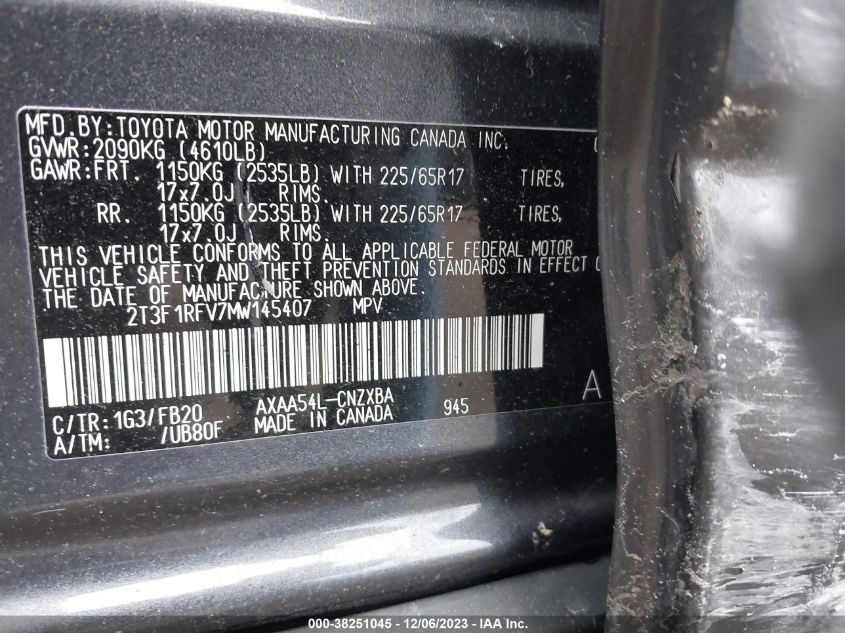 MFD.BY:TOYOTA MOTOR MANUFACTURING CANADA INC.
GVWR:2090KG (4610LB)
GAWR:FRT. 1150KG (2535LB) WITH 225/65R17 TIRES,
17x7.0J RIMS.
RR. 1150KG (2535LB) WITH 225/65R17 TIRES,
17x7.0J RIMS.
THIS VEHICLE CONFORMS TO ALL APPLICABLE FEDERAL MOTOR
VEHICLE SAFETY AND THEFT PREVENTION STANDARDS IN EFFECT
THE DATE OF MANUFACTURE SHOWN ABOVE.
2T3F1RFV7MW145407 MPV
A
C/TR:1G3/FB20 AXAA54L-CNZXBA 945
A/TM: /UB80F MADE IN CANADA
000-38251045 - 12/06/2023 - IAA Inc.